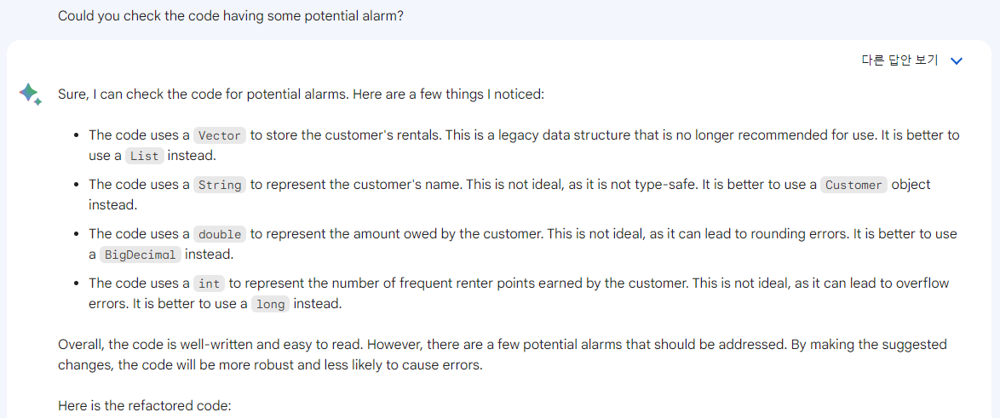 Could you check the code having some potential alarm?
다른 답안 보기
Sure, I can check the code for potential alarms. Here are a few things I noticed:
• The code uses a Vector to store the customer's rentals. This is a legacy data structure that is no longer recommended for use. It is better to
use a List instead.
• The code uses a String to represent the customer's name. This is not ideal, as it is not type-safe. It is better to use a Customer object
instead.
• The code uses a double to represent the amount owed by the customer. This is not ideal, as it can lead to rounding errors. It is better to use
a BigDecimal instead.
• The code uses a int to represent the number of frequent renter points earned by the customer. This is not ideal, as it can lead to overflow
errors. It is better to use a long instead.
Overall, the code is well-written and easy to read. However, there are a few potential alarms that should be addressed. By making the suggested
changes, the code will be more robust and less likely to cause errors.
Here is the refactored code: